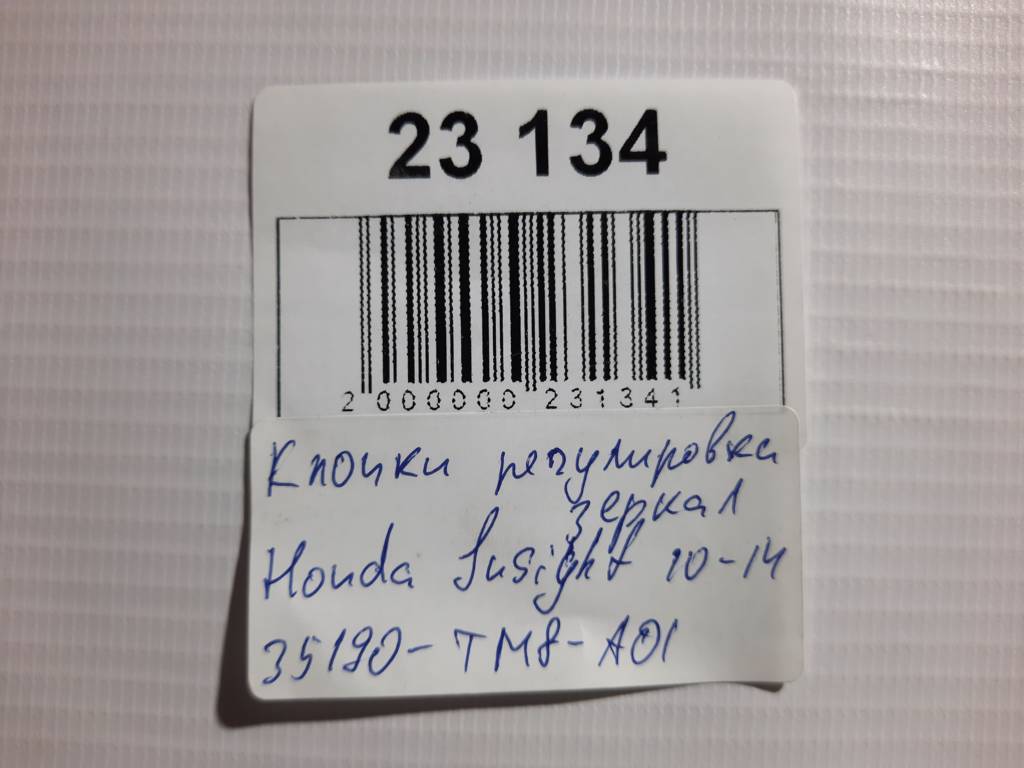 23 134
2 000000 231341
Кнопки регулировка
зеркал
Honda Insight 10-14
35190-TM8-A01